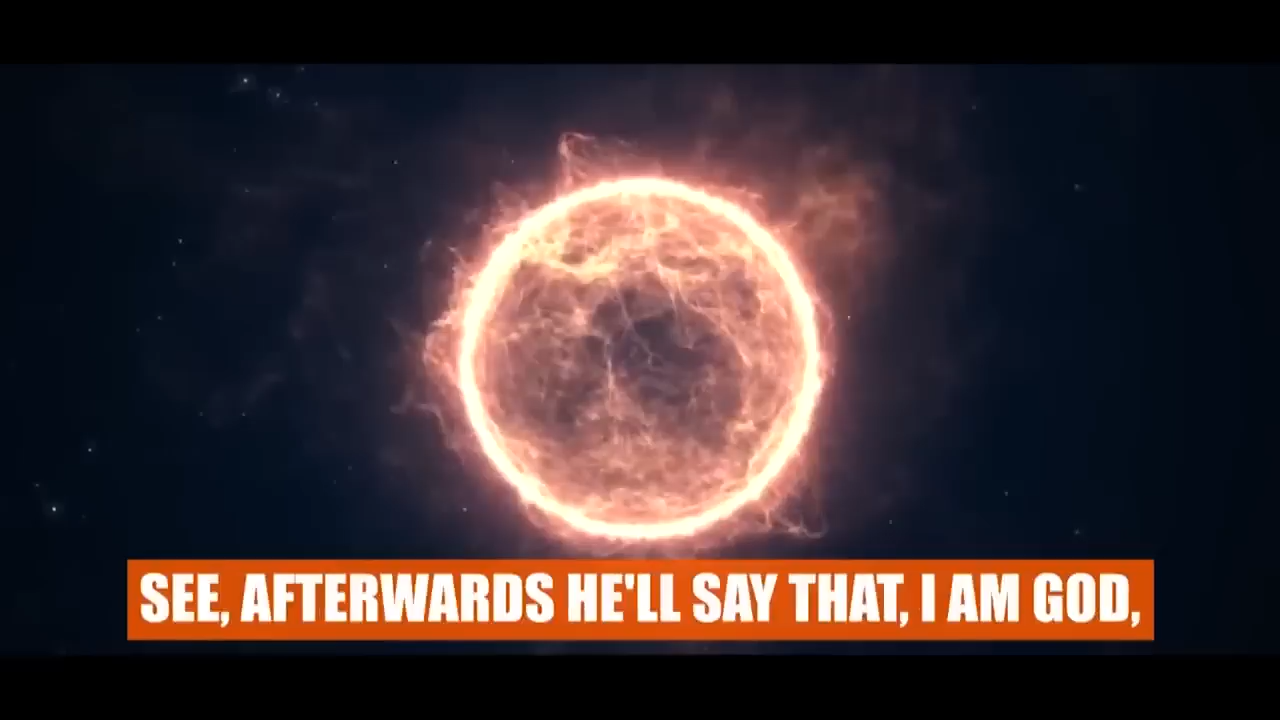 SEE, AFTERWARDS HE'LL SAY THAT, I AM GOD,